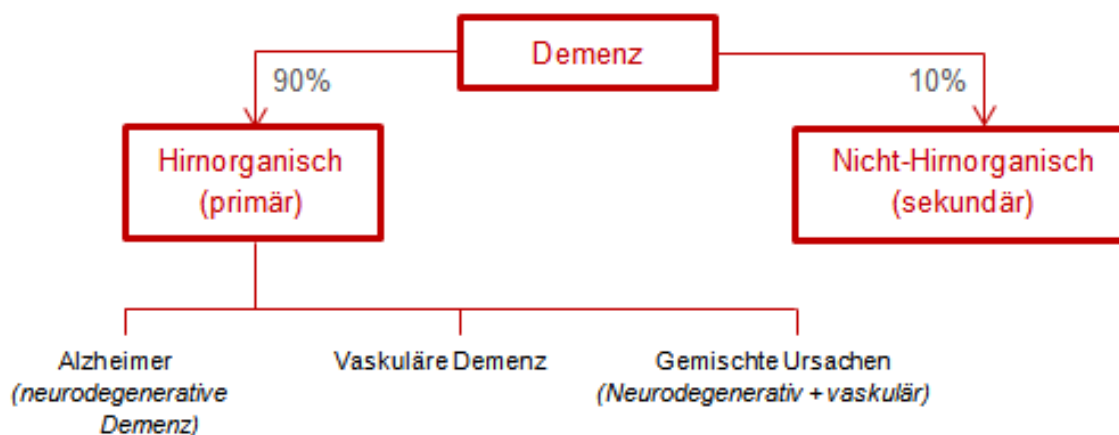 Demenz
90%
10%
Hirnorganisch
(primär)
Nicht-Hirnorganisch
(sekundär)
Alzheimer
(neurodegenerative
Demenz)
Vaskuläre Demenz
Gemischte Ursachen
(Neurodegenerativ + vaskulär)